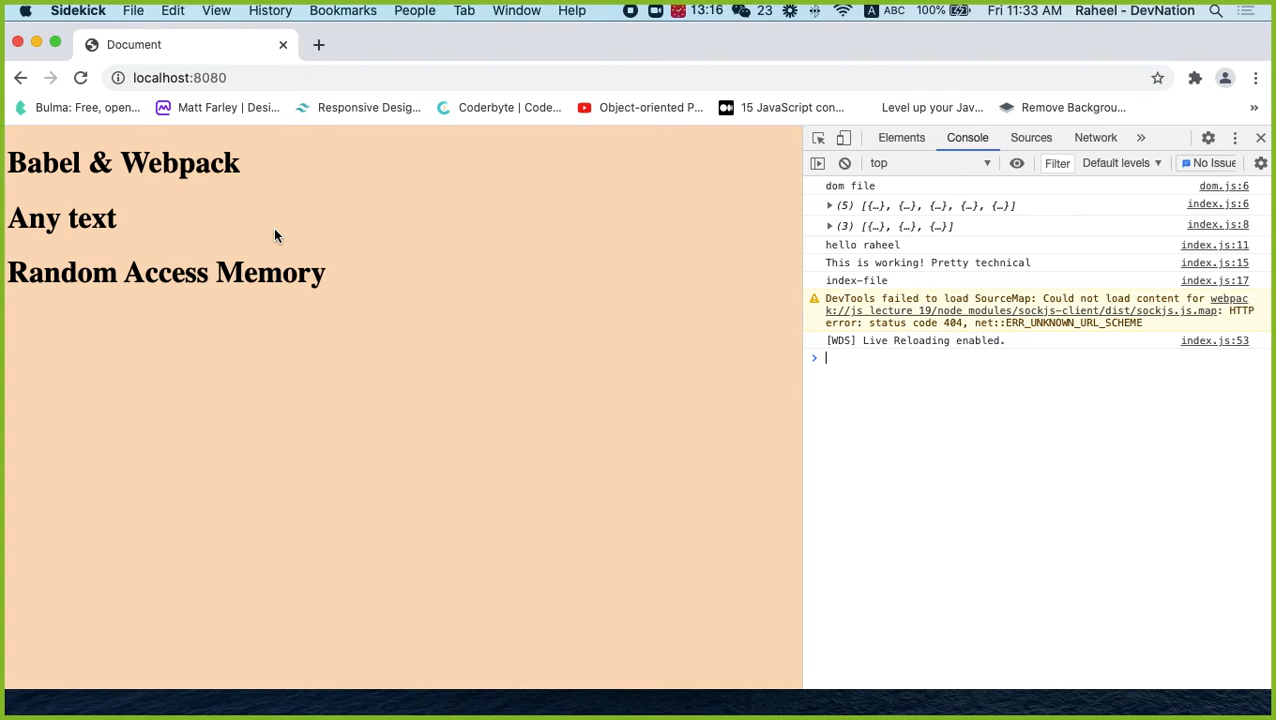 Sidekick File Edit View History Bookmarks People Tab Window Help 13:16 23 ABC 100% Fri 11:33 AM Raheel - DevNation
Document
localhost:8080
Bulma: Free, open... Matt Farley | Desi... Responsive Desig... Coderbyte | Code... Object-oriented P... 15 JavaScript con... Level up your Jav... Remove Backgrou... »
Elements Console Sources Network »
top Filter Default levels No Issue
Babel & Webpack
Any text
Random Access Memory
dom file dom.js:6
(5) [{…}, {…}, {…}, {…}, {…}] index.js:6
(3) [{…}, {…}, {…}] index.js:8
hello raheel index.js:11
This is working! Pretty technical index.js:15
index-file index.js:17
DevTools failed to load SourceMap: Could not load content for webpac
k://js_lecture_19/node_modules/sockjs-client/dist/sockjs.js.map: HTTP
error: status code 404, net::ERR_UNKNOWN_URL_SCHEME
[WDS] Live Reloading enabled. index.js:53